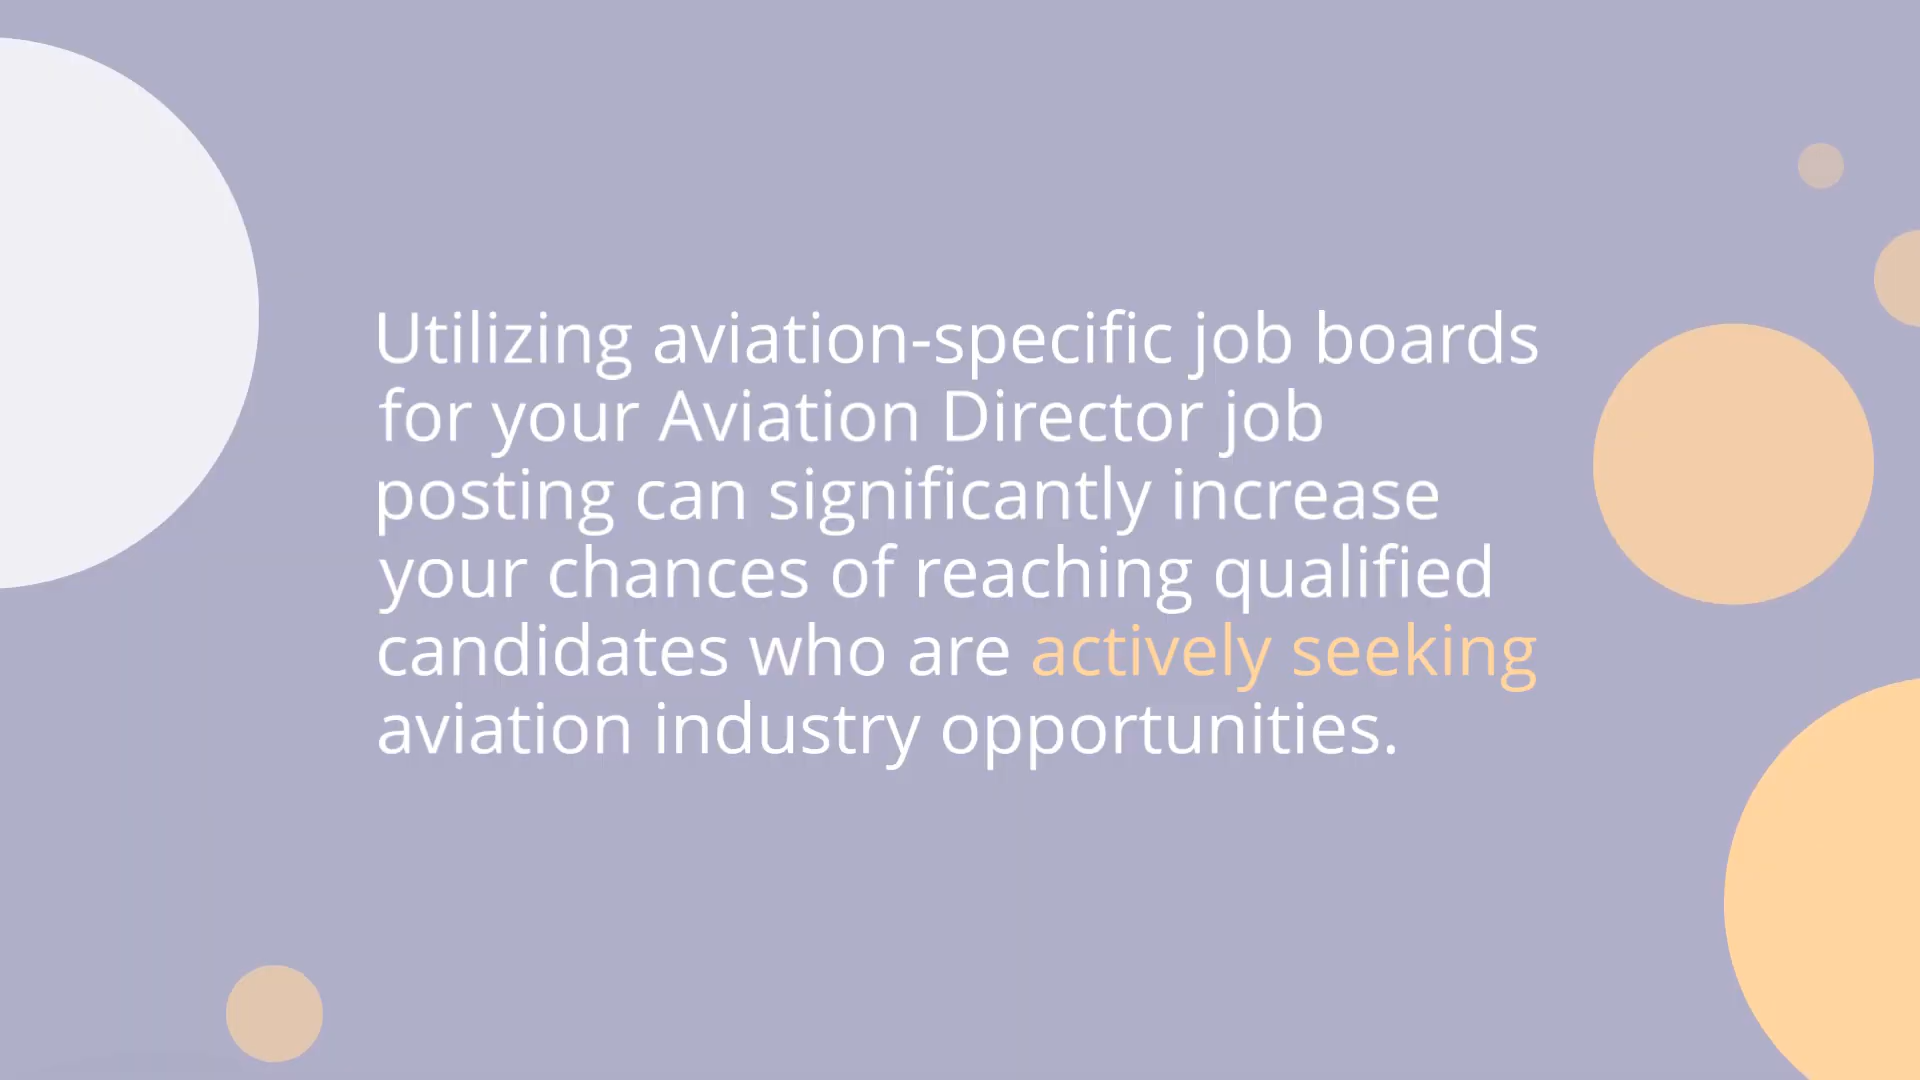 Utilizing aviation-specific job boards
for your Aviation Director job
posting can significantly increase
your chances of reaching qualified
candidates who are actively seeking
aviation industry opportunities.